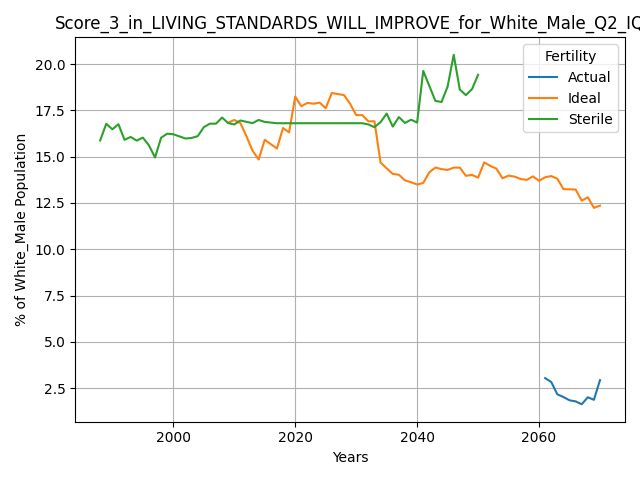 Score_3_in_LIVING_STANDARDS_WILL_IMPROVE_for_White_Male_Q2_IQ
Fertility
Actual
Ideal
Sterile
20.0
17.5
15.0
12.5
10.0
7.5
5.0
2.5
% of White_Male Population
2000
2020
2040
2060
Years